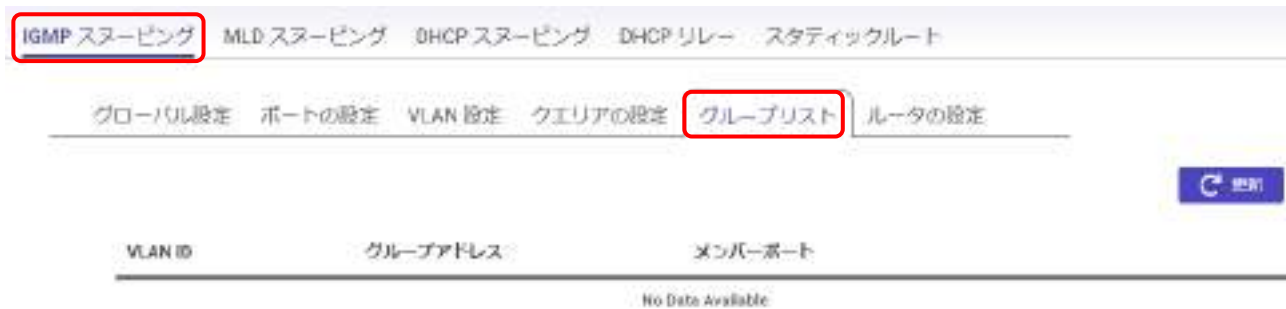 IGMP スヌーピング MLD スヌーピング DHCP スヌーピング DHCP リレー スタティックルート
グローバル設定 ポートの設定 VLAN 設定 クエリアの設定 グループリスト ルータの設定
更新
VLAN ID グループアドレス メンバーポート
No Data Available